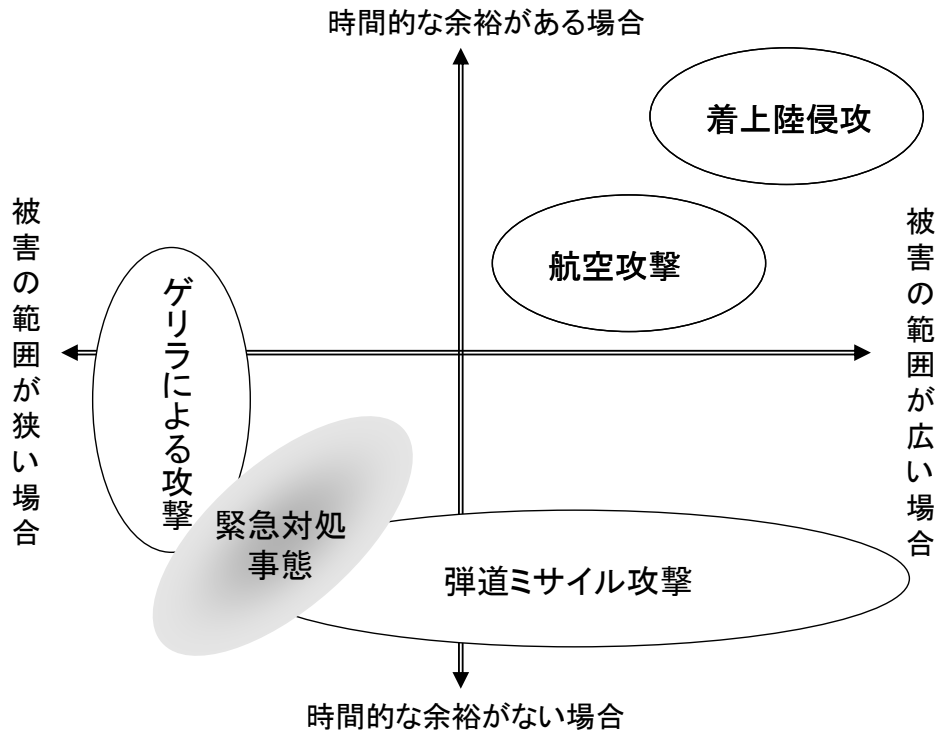 時間的な余裕がある場合
着上陸侵攻
被害の範囲が狭い場合
被害の範囲が広い場合
航空攻撃
ゲリラによる攻撃
緊急対処
事態
弾道ミサイル攻撃
時間的な余裕がない場合